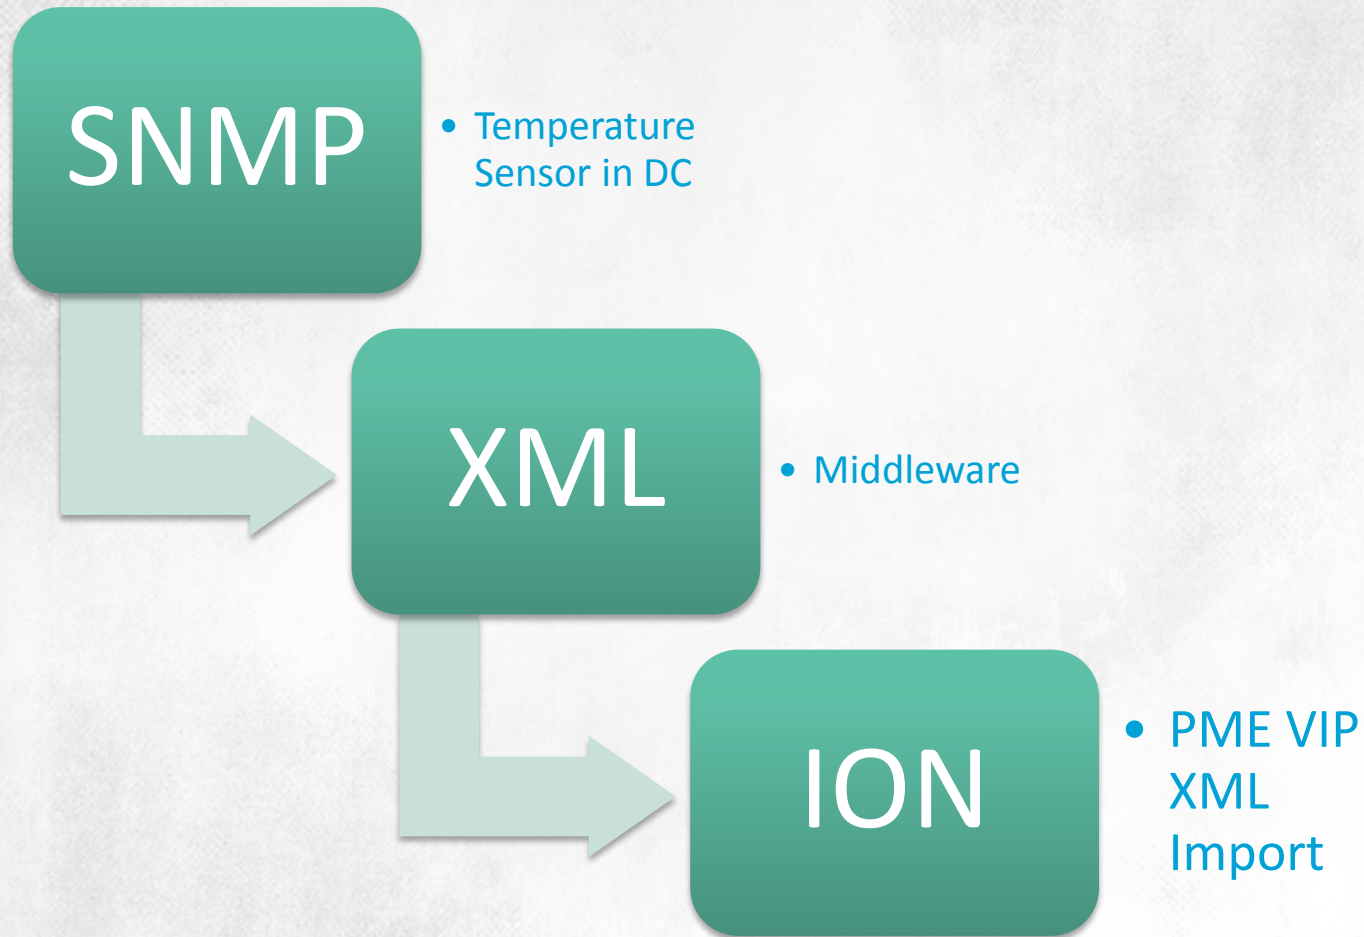 SNMP
• Temperature
Sensor in DC
XML
• Middleware
ION
• PME VIP
XML
Import